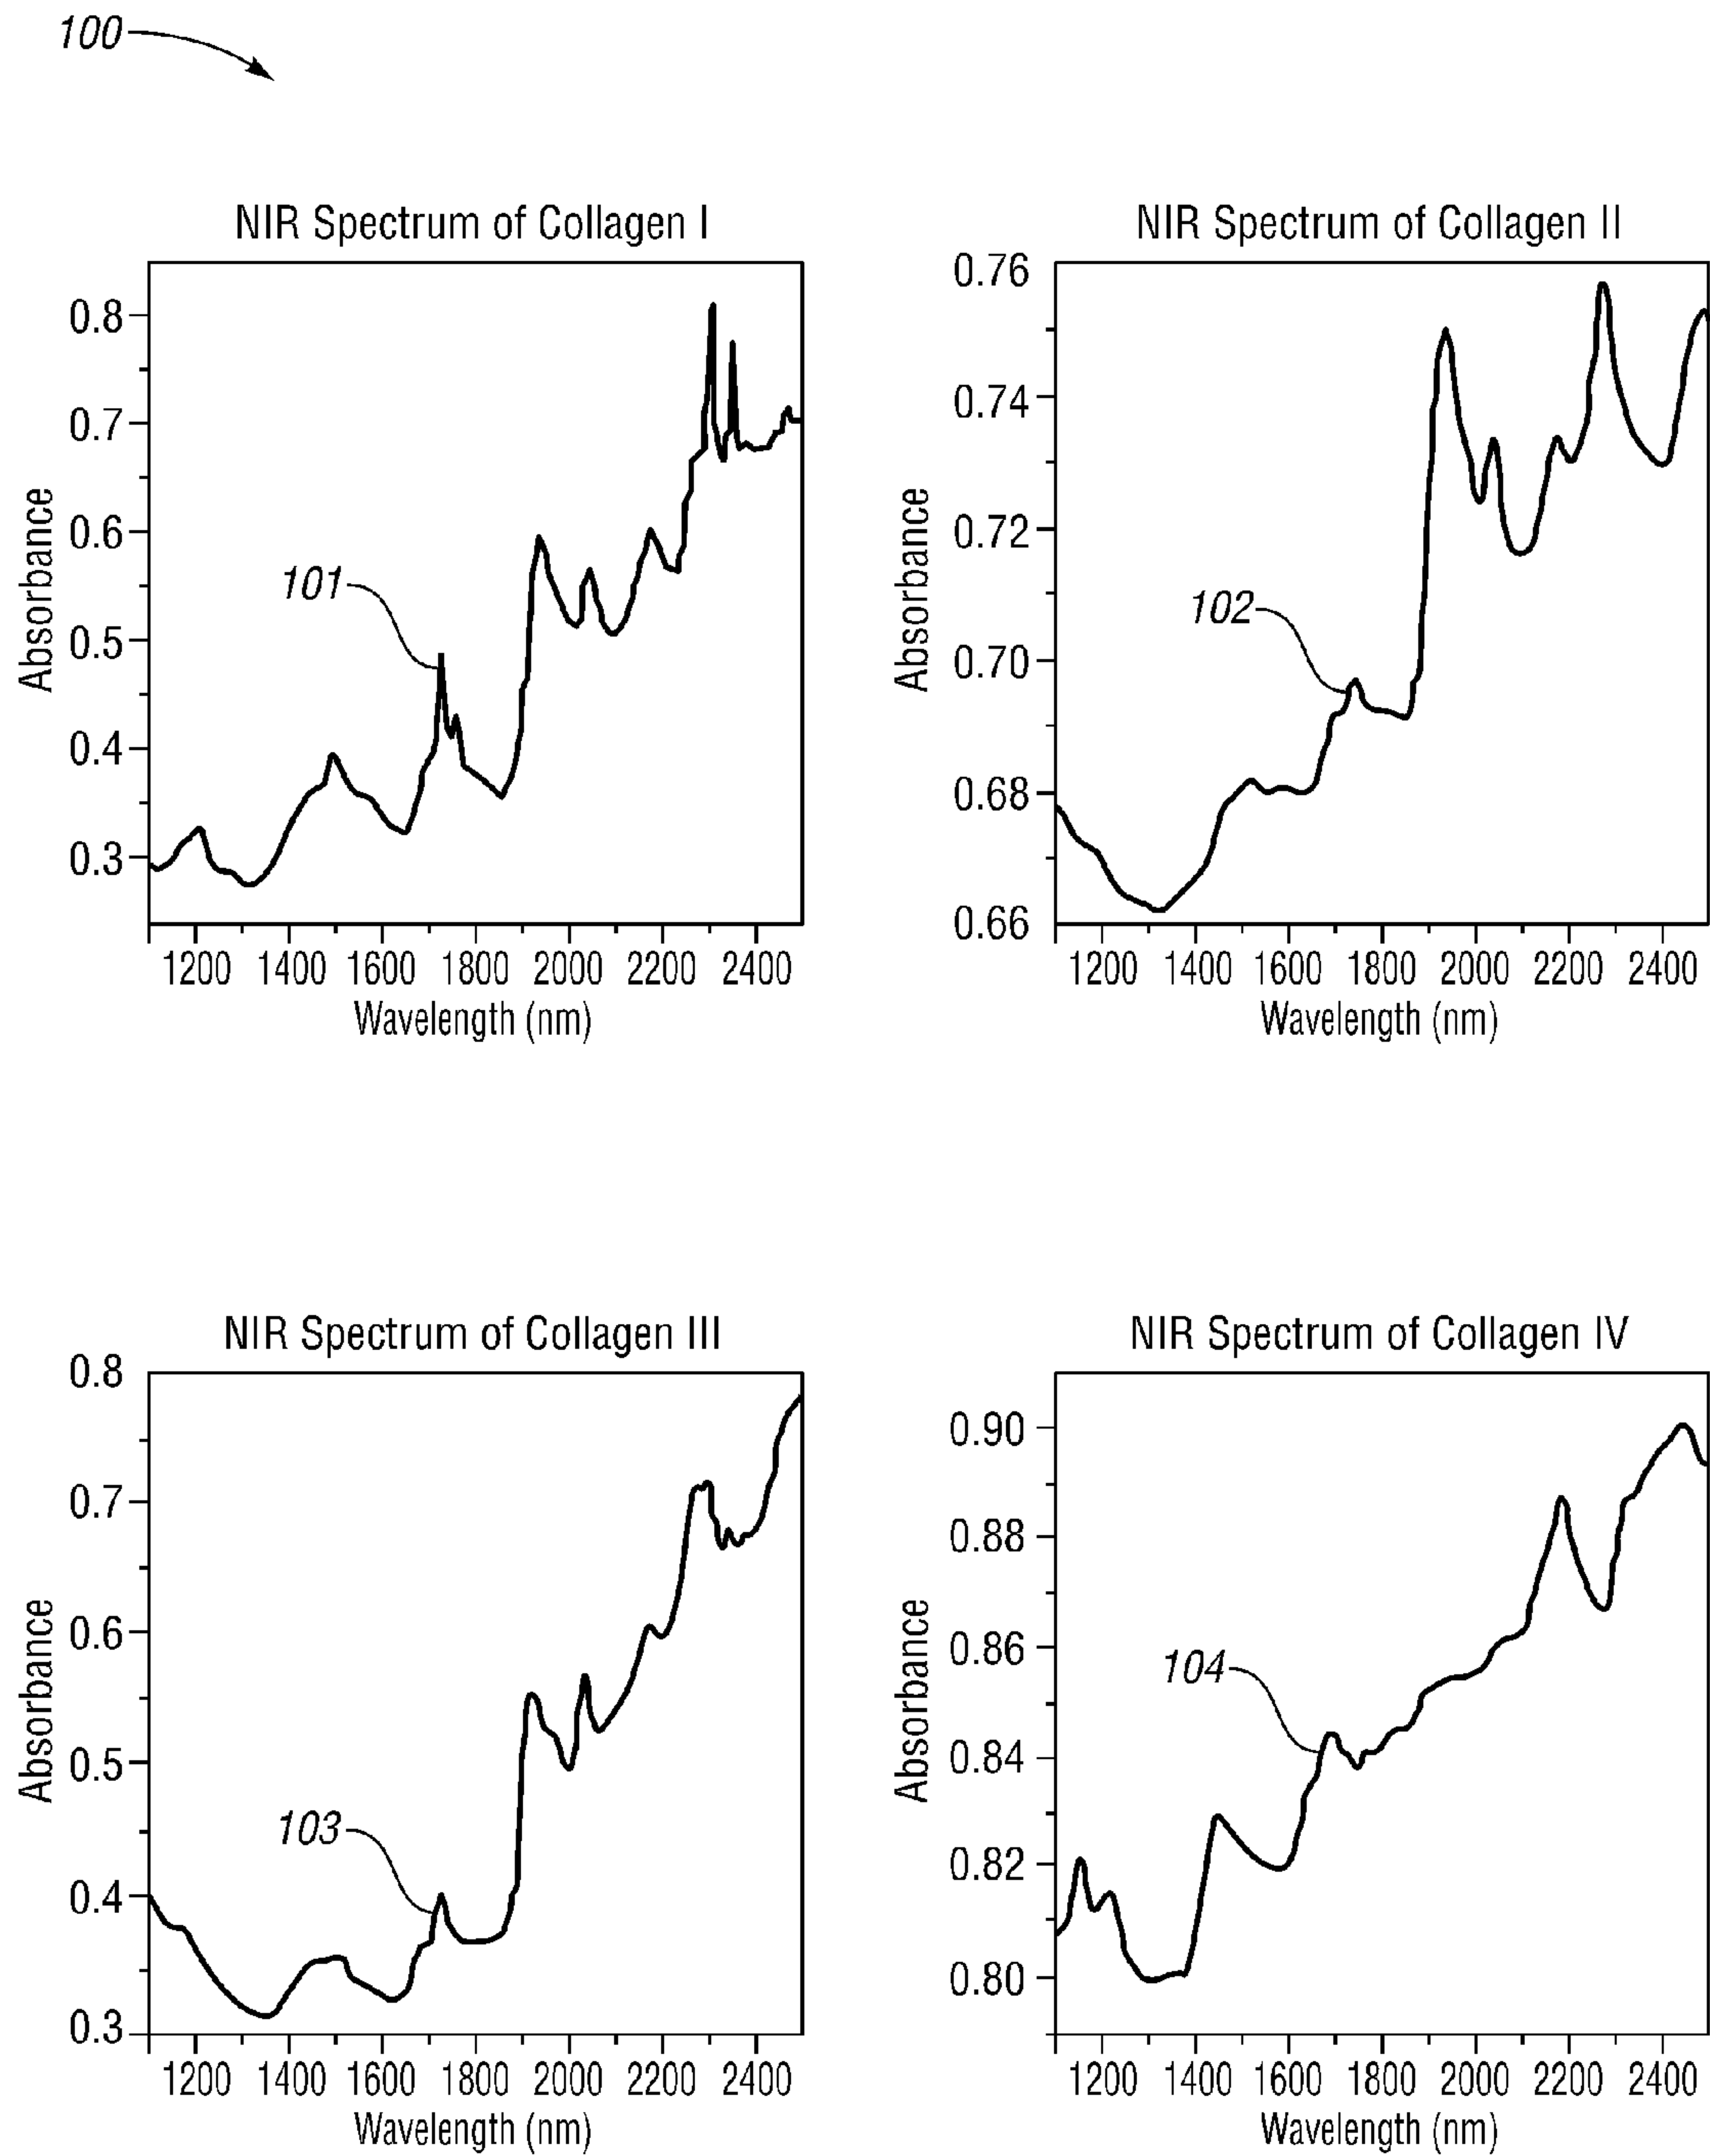 100
NIR Spectrum of Collagen I
0.8
0.7
0.6
0.5
0.4
0.3
Absorbance
101
1200 1400 1600 1800 2000 2200 2400
Wavelength (nm)
NIR Spectrum of Collagen II
0.76
0.74
0.72
0.70
0.68
0.66
Absorbance
102
1200 1400 1600 1800 2000 2200 2400
Wavelength (nm)
NIR Spectrum of Collagen III
0.8
0.7
0.6
0.5
0.4
0.3
Absorbance
103
1200 1400 1600 1800 2000 2200 2400
Wavelength (nm)
NIR Spectrum of Collagen IV
0.90
0.88
0.86
0.84
0.82
0.80
Absorbance
104
1200 1400 1600 1800 2000 2200 2400
Wavelength (nm)